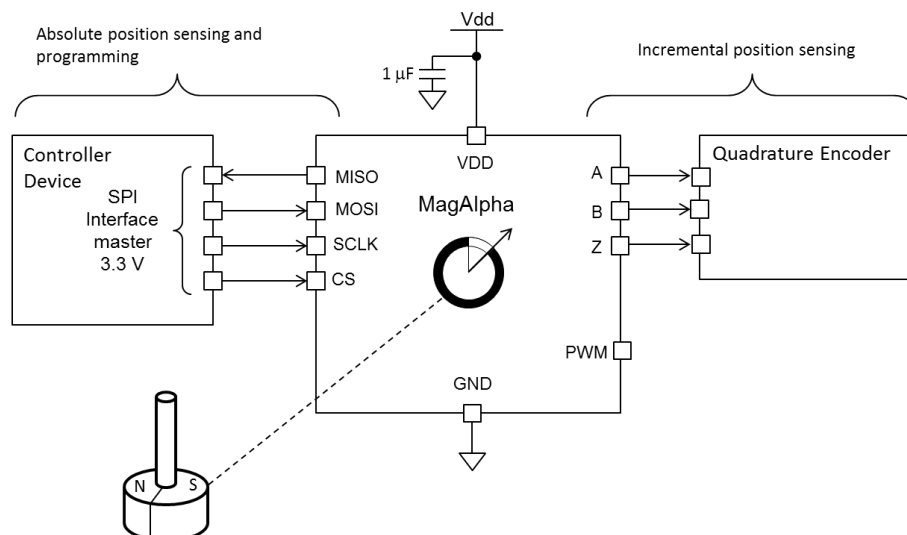 Absolute position sensing and
programming
Vdd
1 µF
Incremental position sensing
Controller
Device
SPI
Interface
master
3.3 V
MISO
MOSI
SCLK
CS
VDD
MagAlpha
A
B
Z
PWM
GND
Quadrature Encoder
N
S